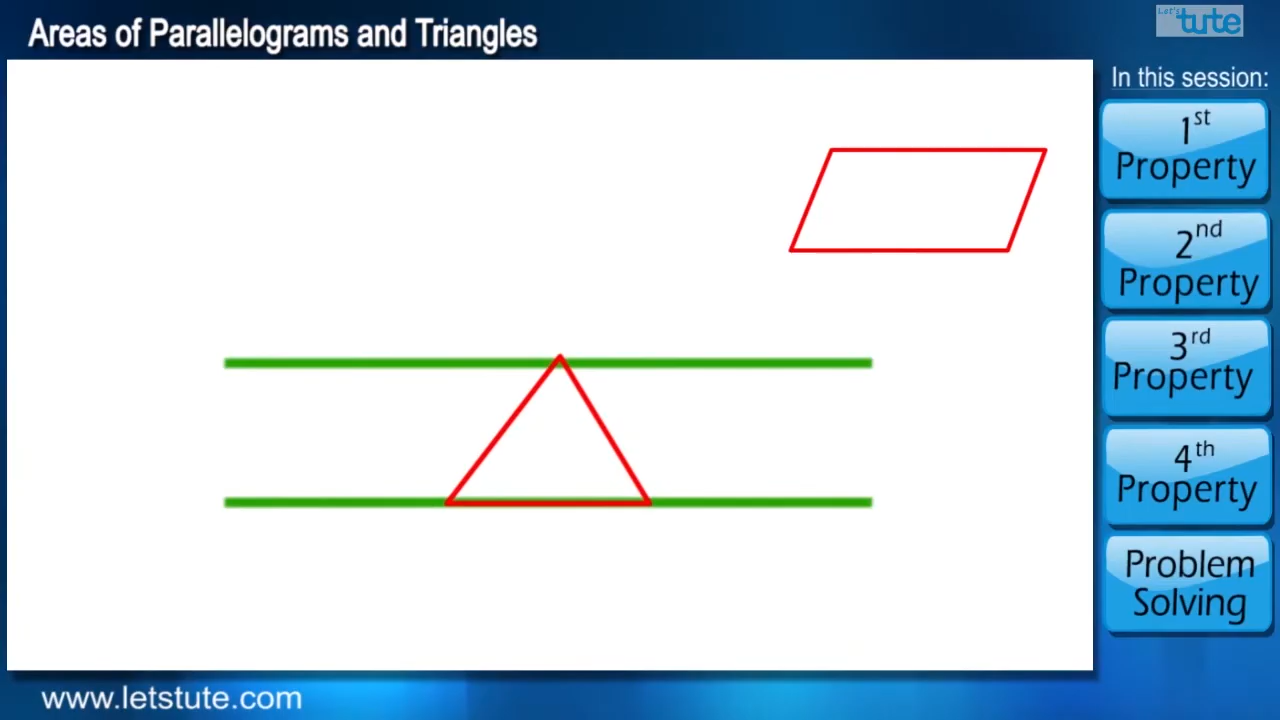 Areas of Parallelograms and Triangles
Let's
tute
In this session:
1st
Property
2nd
Property
3rd
Property
4th
Property
Problem
Solving
www.letstute.com